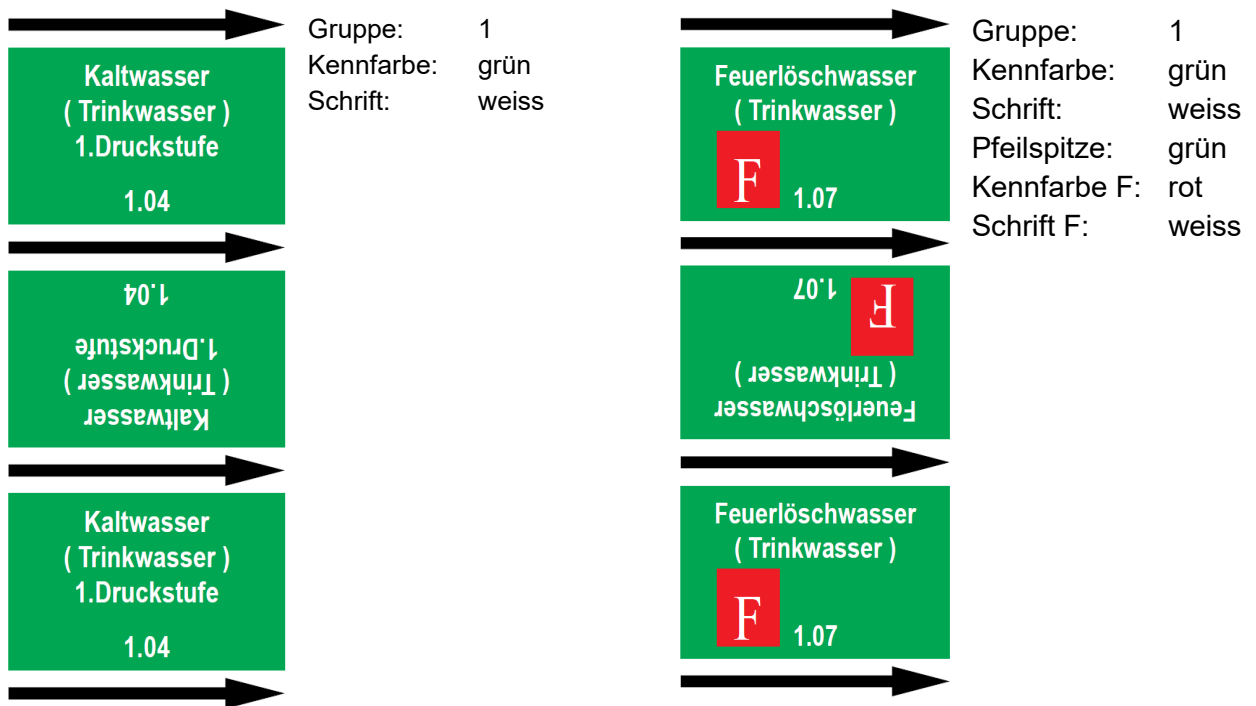 Kaltwasser
( Trinkwasser )
1.Druckstufe
1.04
Kaltwasser
( Trinkwasser )
1.Druckstufe
1.04
Kaltwasser
( Trinkwasser )
1.Druckstufe
1.04
Gruppe: 1
Kennfarbe: grün
Schrift: weiss
Feuerlöschwasser
( Trinkwasser )
F 1.07
Feuerlöschwasser
( Trinkwasser )
F 1.07
Feuerlöschwasser
( Trinkwasser )
F 1.07
Gruppe: 1
Kennfarbe: grün
Schrift: weiss
Pfeilspitze: grün
Kennfarbe F: rot
Schrift F: weiss